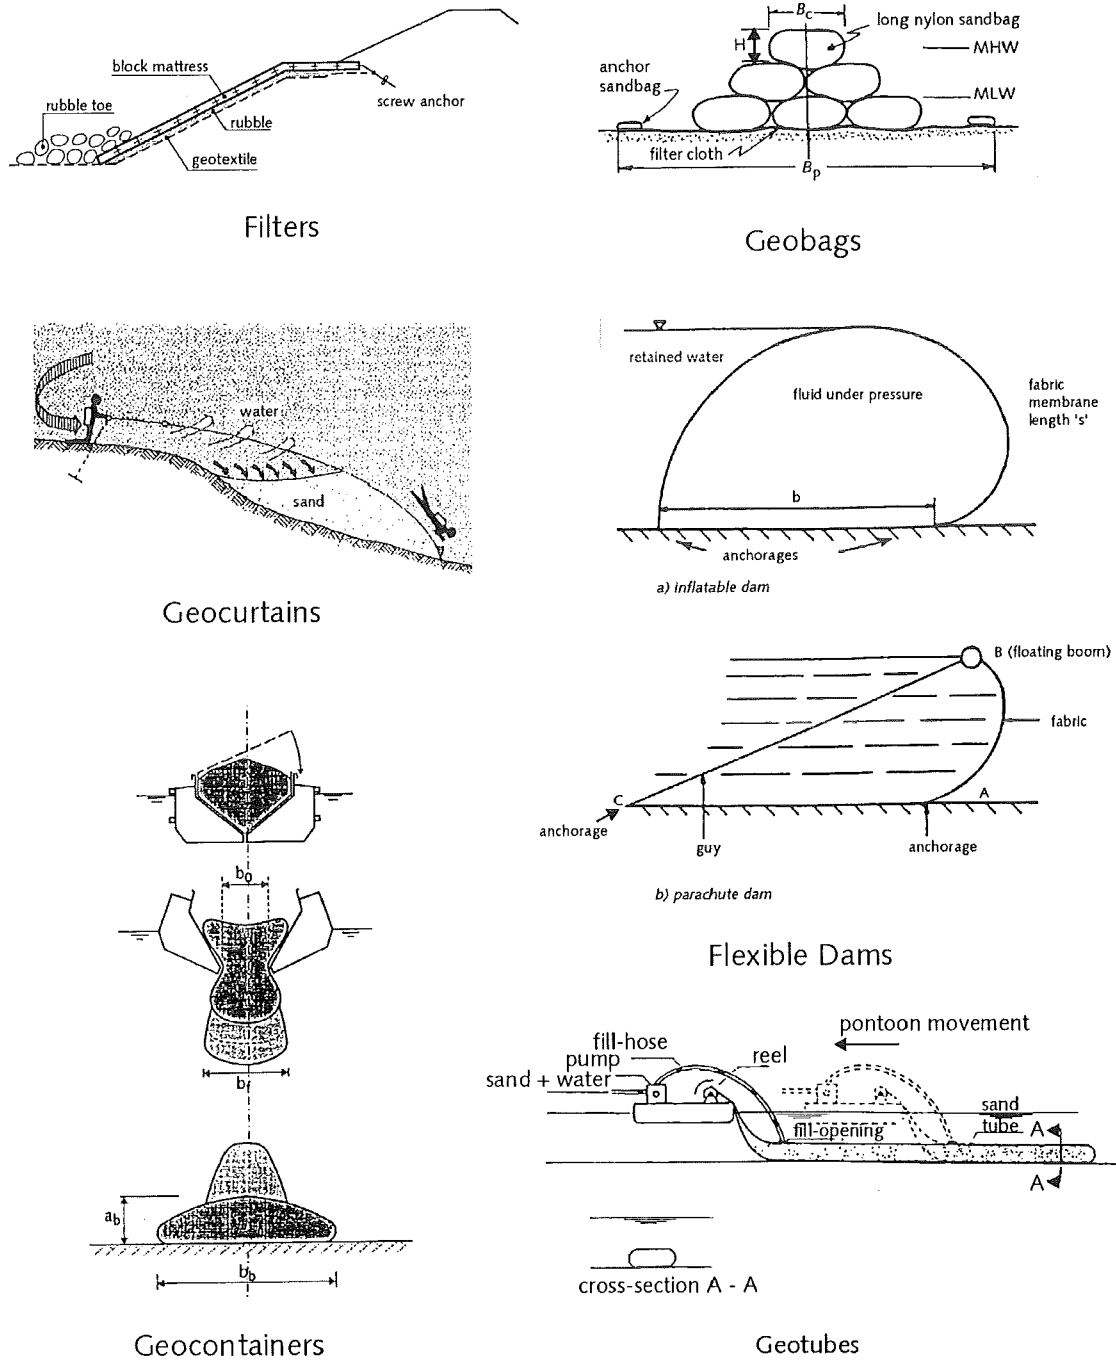 block mattress
rubble toe
rubble
geotextile
screw anchor
Filters
Bc
long nylon sandbag
H
MHW
anchor
sandbag
MLW
filter cloth
Bp
Geobags
water
sand
Geocurtains
retained water
fluid under pressure
fabric
membrane
length 's'
b
anchorages
a) inflatable dam
B (floating boom)
fabric
C
A
anchorage
guy
anchorage
b) parachute dam
Flexible Dams
b0
bf
ab
bb
Geocontainers
pontoon movement
fill-hose
pump
reel
sand + water
sand
fill-opening
tube
A
A
cross-section A - A
Geotubes